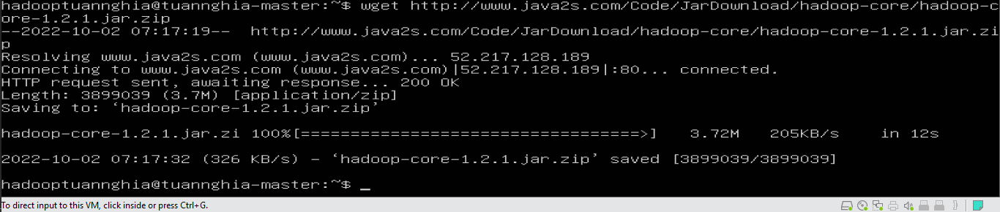 hadooptuannghia@tuannghia-master:~$ wget http://www.java2s.com/Code/JarDownload/hadoop-core/hadoop-c
ore-1.2.1.jar.zip
--2022-10-02 07:17:19--  http://www.java2s.com/Code/JarDownload/hadoop-core/hadoop-core-1.2.1.jar.zi
p
Resolving www.java2s.com (www.java2s.com)... 52.217.128.189
Connecting to www.java2s.com (www.java2s.com)|52.217.128.189|:80... connected.
HTTP request sent, awaiting response... 200 OK
Length: 3899039 (3.7M) [application/zip]
Saving to: ‘hadoop-core-1.2.1.jar.zip’
hadoop-core-1.2.1.jar.zi 100%[===================================>]   3.72M   205KB/s    in 12s
2022-10-02 07:17:32 (326 KB/s) - ‘hadoop-core-1.2.1.jar.zip’ saved [3899039/3899039]
hadooptuannghia@tuannghia-master:~$ _
To direct input to this VM, click inside or press Ctrl+G.